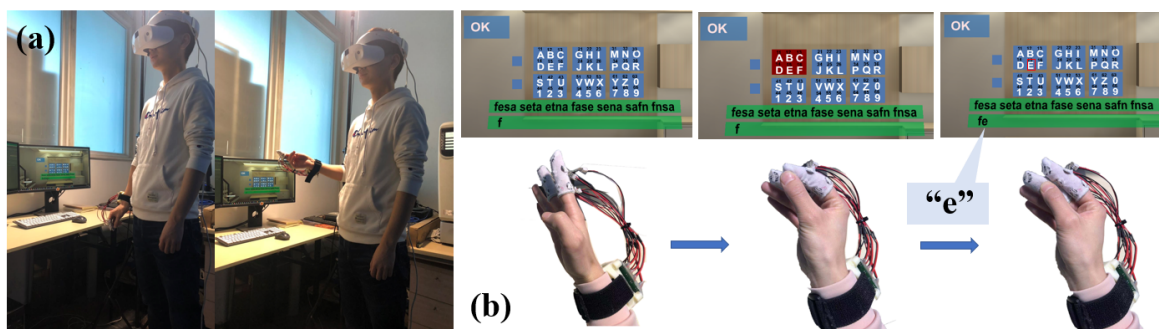 (a)
OK
ABC GHI MNO
DEF JKL PQR
STU VWX YZ0
123 456 789
fesa seta etna fase sena safn fnsa
f
OK
ABC GHI MNO
DEF JKL PQR
STU VWX YZ0
123 456 789
fesa seta etna fase sena safn fnsa
f
OK
ABC GHI MNO
DEF JKL PQR
STU VWX YZ0
123 456 789
fesa seta etna fase sena safn fnsa
fe
“e”
(b)